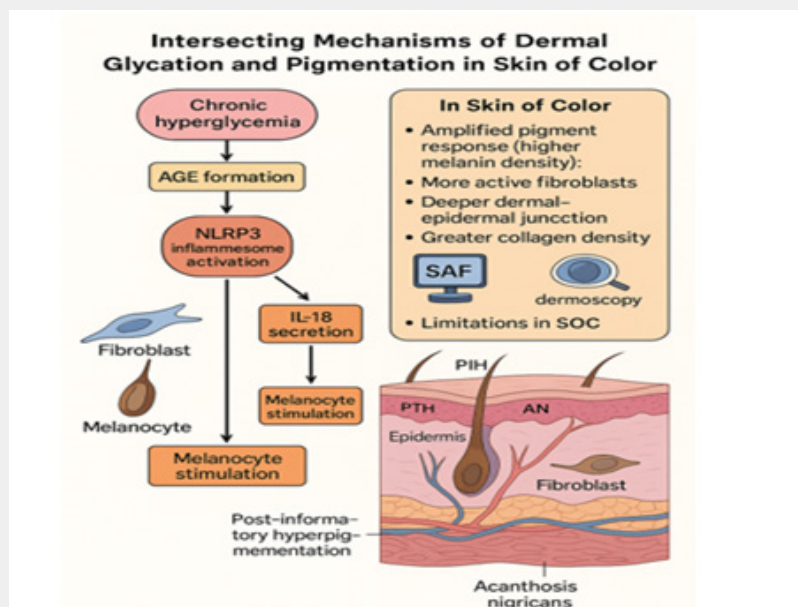 Intersecting Mechanisms of Dermal
Glycation and Pigmentation in Skin of Color
Chronic
hyperglycemia
AGE formation
NLRP3
inflammesome
activation
IL-18
secretion
Melanocyte
stimulation
Fibroblast
Melanocyte
Melanocyte
stimulation
In Skin of Color
• Amplified pigment
response (higher
melanin density):
• More active fibroblasts
• Deeper dermal–
epidermal juncction
• Greater collagen density
SAF
dermoscopy
• Limitations in SOC
PIH
PTH
AN
Epidermis
Fibroblast
Post–informa–
tory hyperpig–
mementation
Acanthosis
nigricans